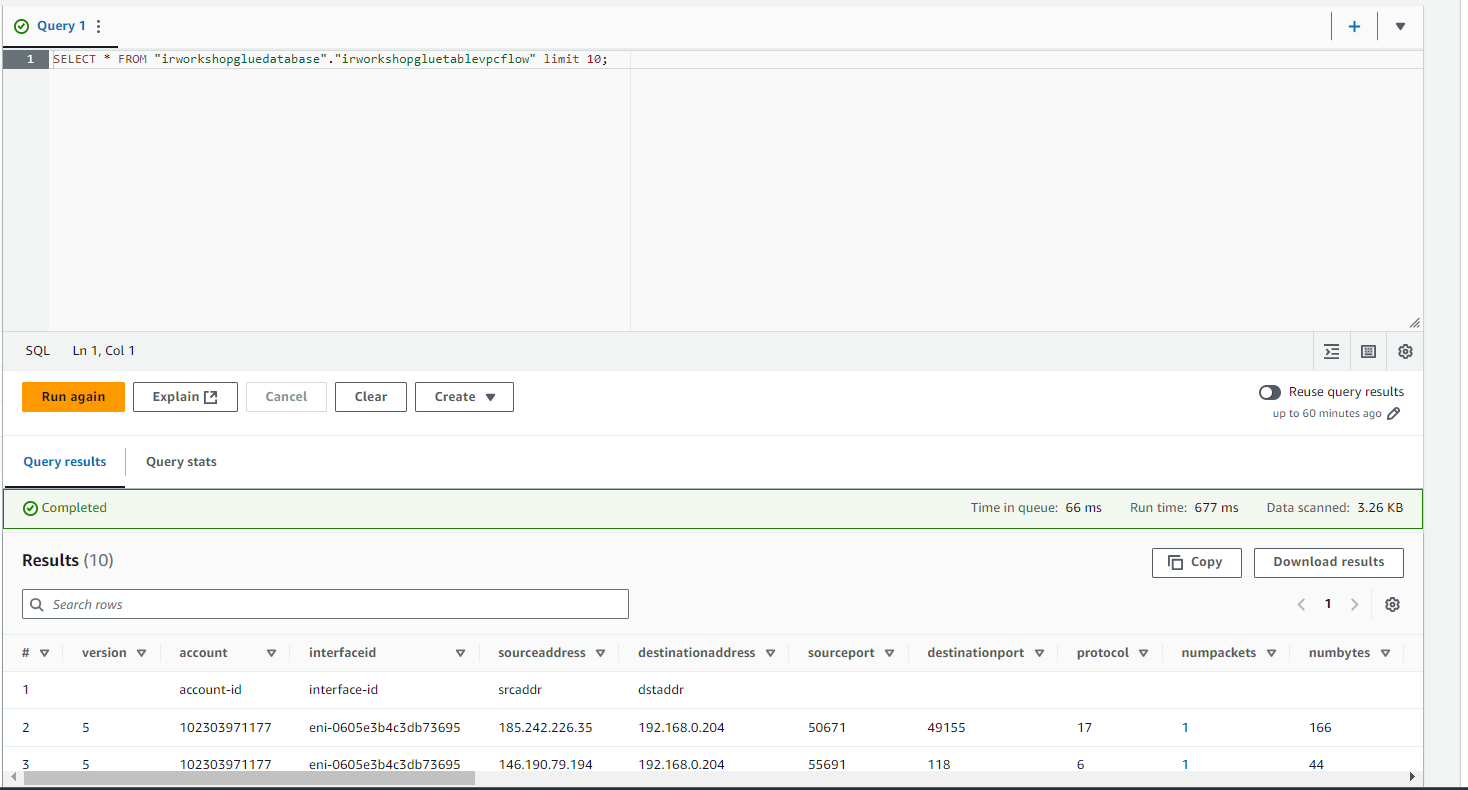 Query 1
1 SELECT * FROM "irworkshopgluedatabase"."irworkshopgluetablevpcflow" limit 10;
SQL Ln 1, Col 1
Run again Explain Cancel Clear Create Reuse query results
up to 60 minutes ago
Query results Query stats
Completed Time in queue: 66 ms Run time: 677 ms Data scanned: 3.26 KB
Results (10) Copy Download results
Search rows 1
# version account interfaceid sourceaddress destinationaddress sourceport destinationport protocol numpackets numbytes
1 account-id interface-id srcaddr dstaddr
2 5 102303971177 eni-0605e3b4c3db73695 185.242.226.35 192.168.0.204 50671 49155 17 1 166
3 5 102303971177 eni-0605e3b4c3db73695 146.190.79.194 192.168.0.204 55691 118 6 1 44